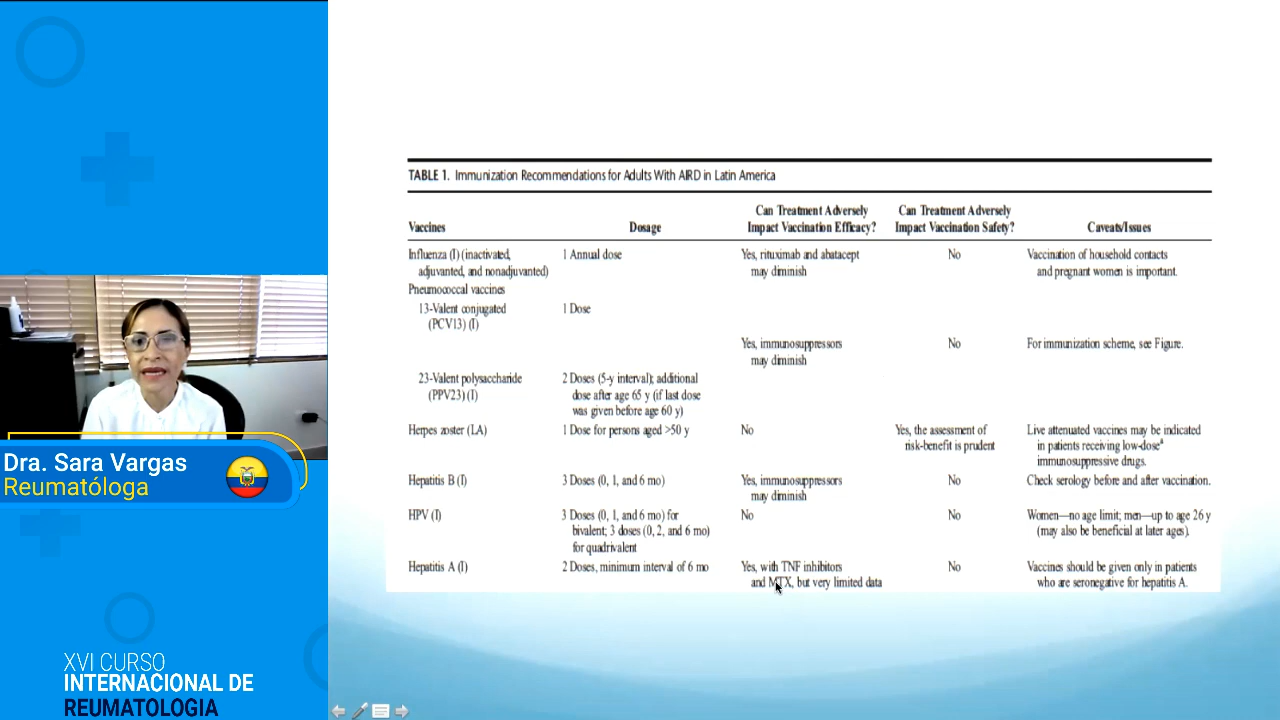 TABLE 1. Immunization Recommendations for Adults With AIRD in Latin America
Vaccines
Dosage
Can Treatment Adversely
Impact Vaccination Efficacy?
Can Treatment Adversely
Impact Vaccination Safety?
Caveats/Issues
Influenza (I) (inactivated,
adjuvanted, and nonadjuvanted)
1 Annual dose
Yes, rituximab and abatacept
may diminish
No
Vaccination of household contacts
and pregnant women is important.
Pneumococcal vaccines
13-Valent conjugated
(PCV13) (I)
1 Dose
Yes, immunosuppressors
may diminish
No
For immunization scheme, see Figure.
23-Valent polysaccharide
(PPV23) (I)
2 Doses (5-y interval); additional
dose after age 65 y (if last dose
was given before age 60 y)
Herpes zoster (LA)
1 Dose for persons aged >50 y
No
Yes, the assessment of
risk-benefit is prudent
Live attenuated vaccines may be indicated
in patients receiving low-doseª
immunosuppressive drugs.
Hepatitis B (I)
3 Doses (0, 1, and 6 mo)
Yes, immunosuppressors
may diminish
No
Check serology before and after vaccination.
HPV (I)
3 Doses (0, 1, and 6 mo) for
bivalent; 3 doses (0, 2, and 6 mo)
for quadrivalent
No
No
Women—no age limit; men—up to age 26 y
(may also be beneficial at later ages).
Hepatitis A (I)
2 Doses, minimum interval of 6 mo
Yes, with TNF inhibitors
and MTX, but very limited data
No
Vaccines should be given only in patients
who are seronegative for hepatitis A.
Dra. Sara Vargas
Reumatóloga
XVI CURSO
INTERNACIONAL DE
REUMATOLOGIA